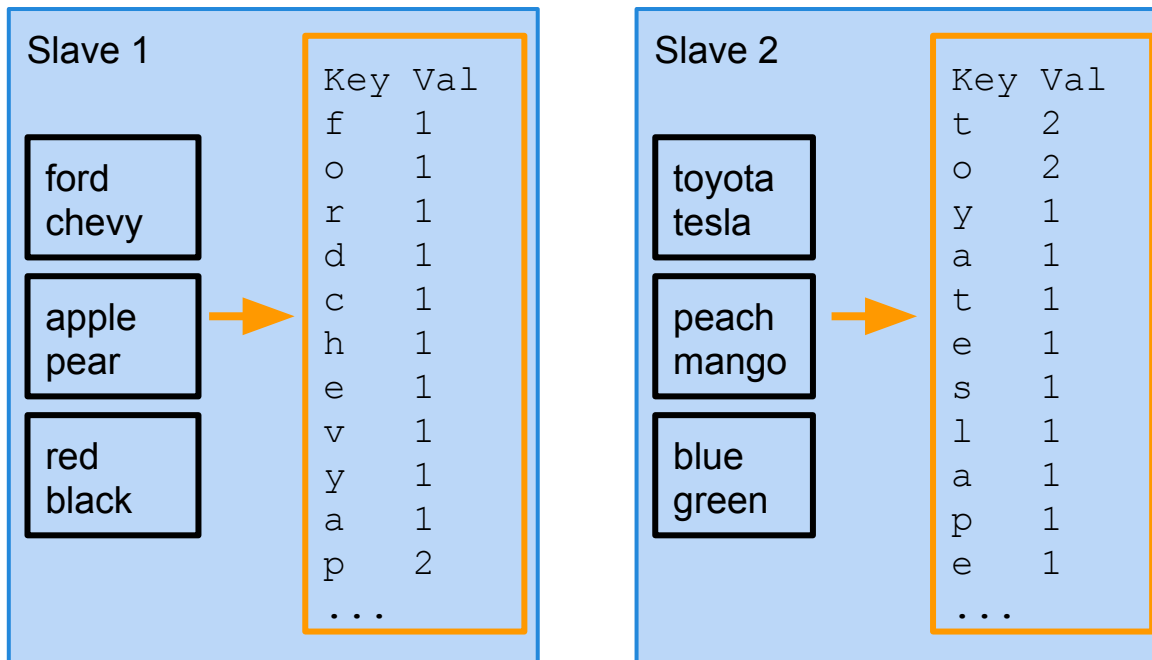 Slave 1
ford
chevy
apple
pear
red
black
Key Val
f 1
o 1
r 1
d 1
c 1
h 1
e 1
v 1
y 1
a 1
p 2
...
Slave 2
toyota
tesla
peach
mango
blue
green
Key Val
t 2
o 2
y 1
a 1
t 1
e 1
s 1
l 1
a 1
p 1
e 1
...